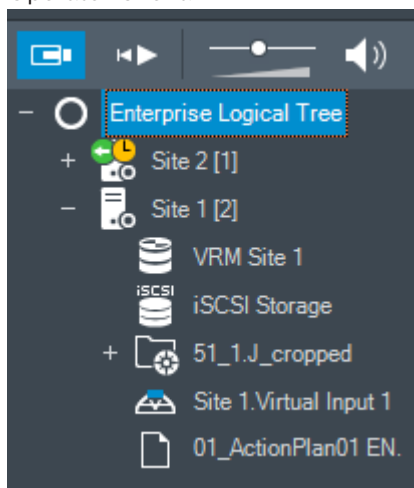 Enterprise Logical Tree
Site 2 [1]
Site 1 [2]
VRM Site 1
iSCSI
iSCSI Storage
51_1.J_cropped
Site 1.Virtual Input 1
01_ActionPlan01 EN.